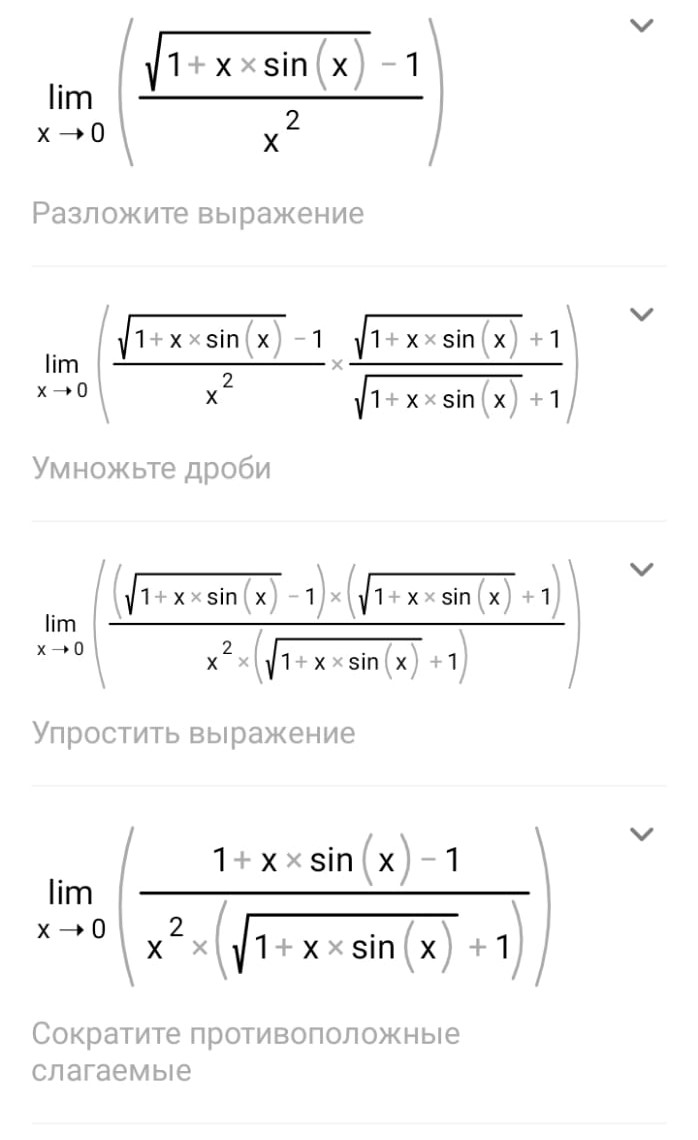 lim x→0 ((√(1 + x × sin(x)) − 1) / x²)
Разложите выражение
lim x→0 ((√(1 + x × sin(x)) − 1) / x² × (√(1 + x × sin(x)) + 1) / (√(1 + x × sin(x)) + 1))
Умножьте дроби
lim x→0 (((√(1 + x × sin(x)) − 1) × (√(1 + x × sin(x)) + 1)) / (x² × (√(1 + x × sin(x)) + 1)))
Упростить выражение
lim x→0 ((1 + x × sin(x) − 1) / (x² × (√(1 + x × sin(x)) + 1)))
Сократите противоположные
слагаемые